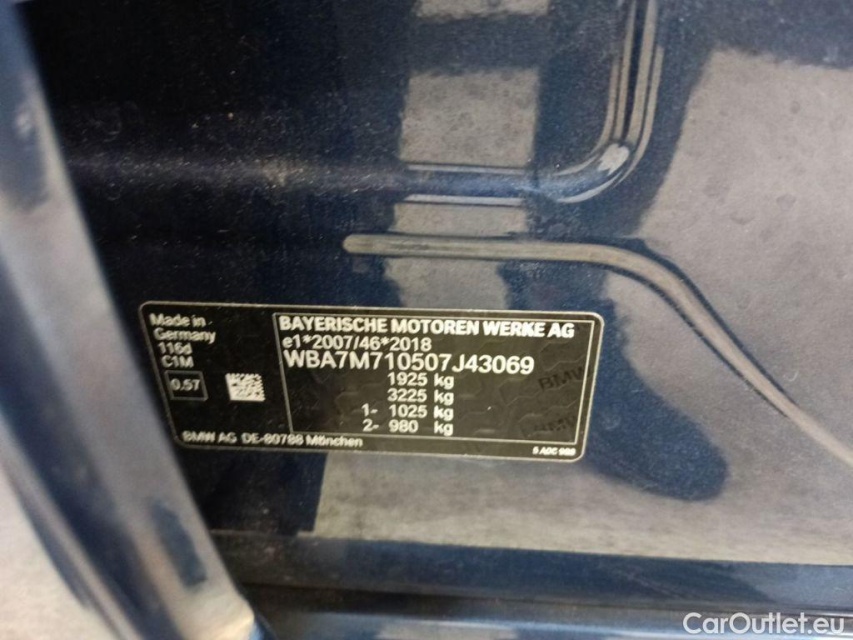 Made in
Germany
116d
C1M
0.57
BAYERISCHE MOTOREN WERKE AG
e1*2007/46*2018
WBA7M710507J43069
1925 kg
3225 kg
1- 1025 kg
2- 980 kg
BMW AG DE-80788 München
BMW
CarOutlet.eu